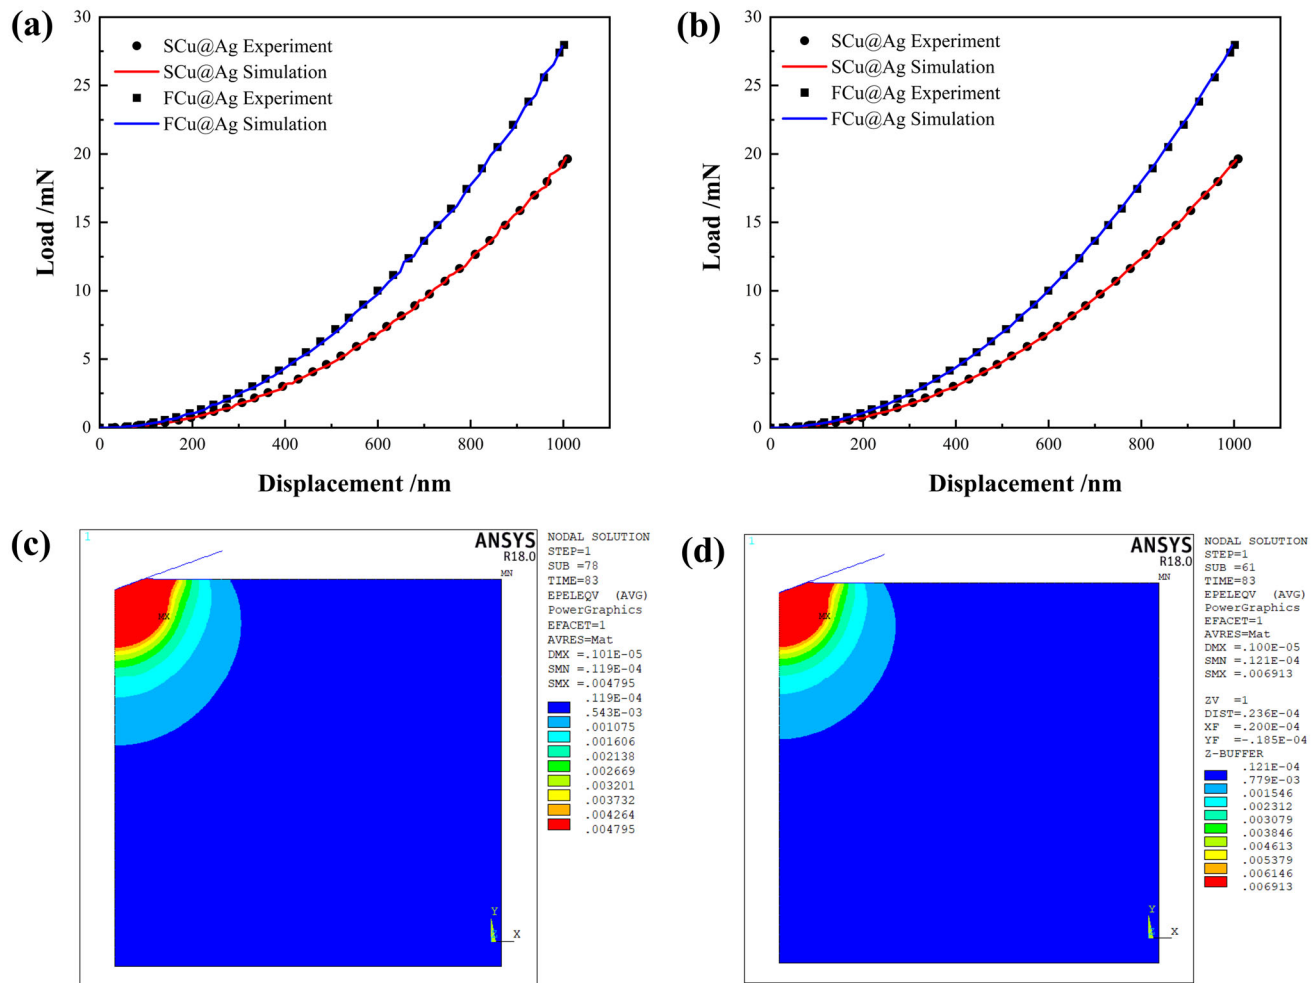 (a)
30
25
20
15
10
5
0
Load /mN
SCu@Ag Experiment
SCu@Ag Simulation
FCu@Ag Experiment
FCu@Ag Simulation
0 200 400 600 800 1000
Displacement /nm
(b)
30
25
20
15
10
5
0
Load /mN
SCu@Ag Experiment
SCu@Ag Simulation
FCu@Ag Experiment
FCu@Ag Simulation
0 200 400 600 800 1000
Displacement /nm
(c)
1
ANSYS
R18.0
MN
MX
Y
X
NODAL SOLUTION
STEP=1
SUB =78
TIME=83
EPELEQV (AVG)
PowerGraphics
EFACET=1
AVRES=Mat
DMX =.101E-05
SMN =.119E-04
SMX =.004795
.119E-04
.543E-03
.001075
.001606
.002138
.002669
.003201
.003732
.004264
.004795
(d)
1
ANSYS
R18.0
MN
MX
Y
X
NODAL SOLUTION
STEP=1
SUB =61
TIME=83
EPELEQV (AVG)
PowerGraphics
EFACET=1
AVRES=Mat
DMX =.100E-05
SMN =.121E-04
SMX =.006913
ZV =1
DIST=.236E-04
XF =.200E-04
YF =-.185E-04
Z-BUFFER
.121E-04
.779E-03
.001546
.002312
.003079
.003846
.004613
.005379
.006146
.006913